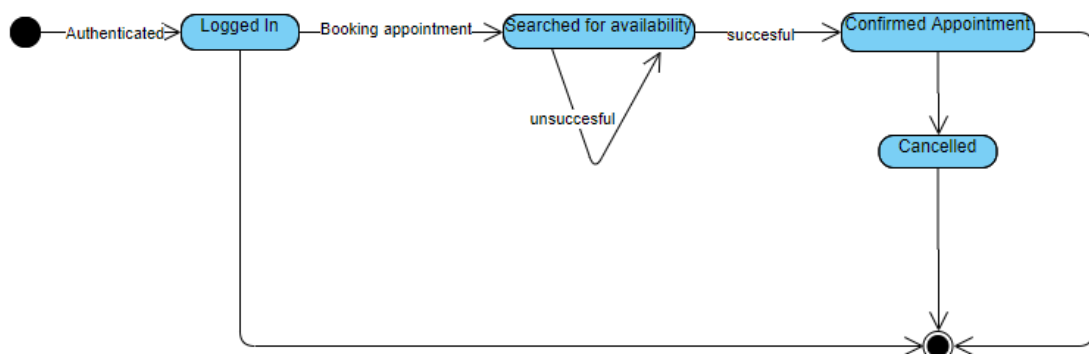 Authenticated
Logged In
Booking appointment
Searched for availability
succesful
Confirmed Appointment
unsuccesful
Cancelled